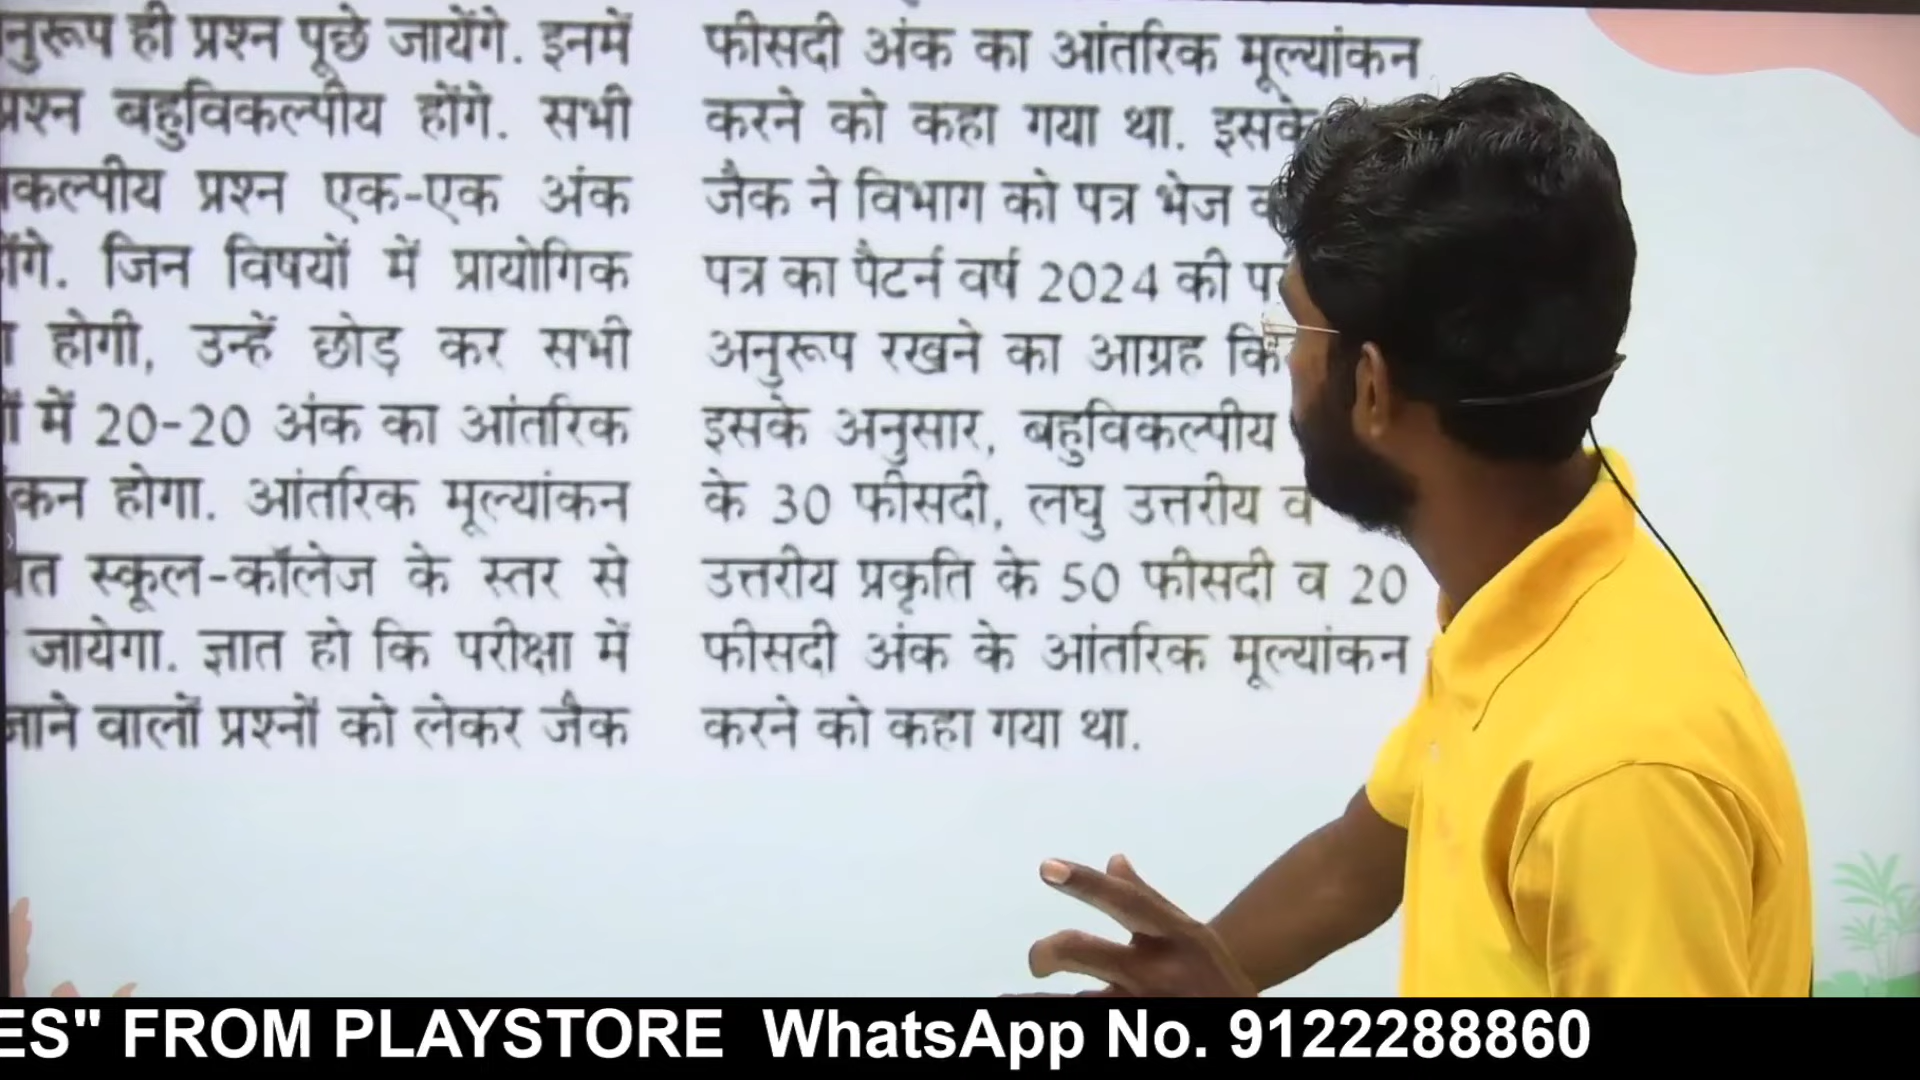 ही प्रश्न पूछे जायेंगे. इनमें
प्रश्न बहुविकल्पीय होंगे. सभी
प्रश्न एक-एक अंक
जिन विषयों में प्रायोगिक
होगी, उन्हें छोड़ कर सभी
में 20-20 अंक का आंतरिक
होगा. आंतरिक मूल्यांकन
स्कूल-कॉलेज के स्तर से
जायेगा. ज्ञात हो कि परीक्षा में
जाने वालों प्रश्नों को लेकर जैक
फीसदी अंक का आंतरिक मूल्यांकन
करने को कहा गया था. इसके
जैक ने विभाग को पत्र भेज
पत्र का पैटर्न वर्ष 2024 की
अनुरूप रखने का आग्रह
इसके अनुसार, बहुविकल्पीय
के 30 फीसदी, लघु उत्तरीय व
उत्तरीय प्रकृति के 50 फीसदी व 20
फीसदी अंक के आंतरिक मूल्यांकन
करने को कहा गया था.
ES" FROM PLAYSTORE WhatsApp No. 9122288860